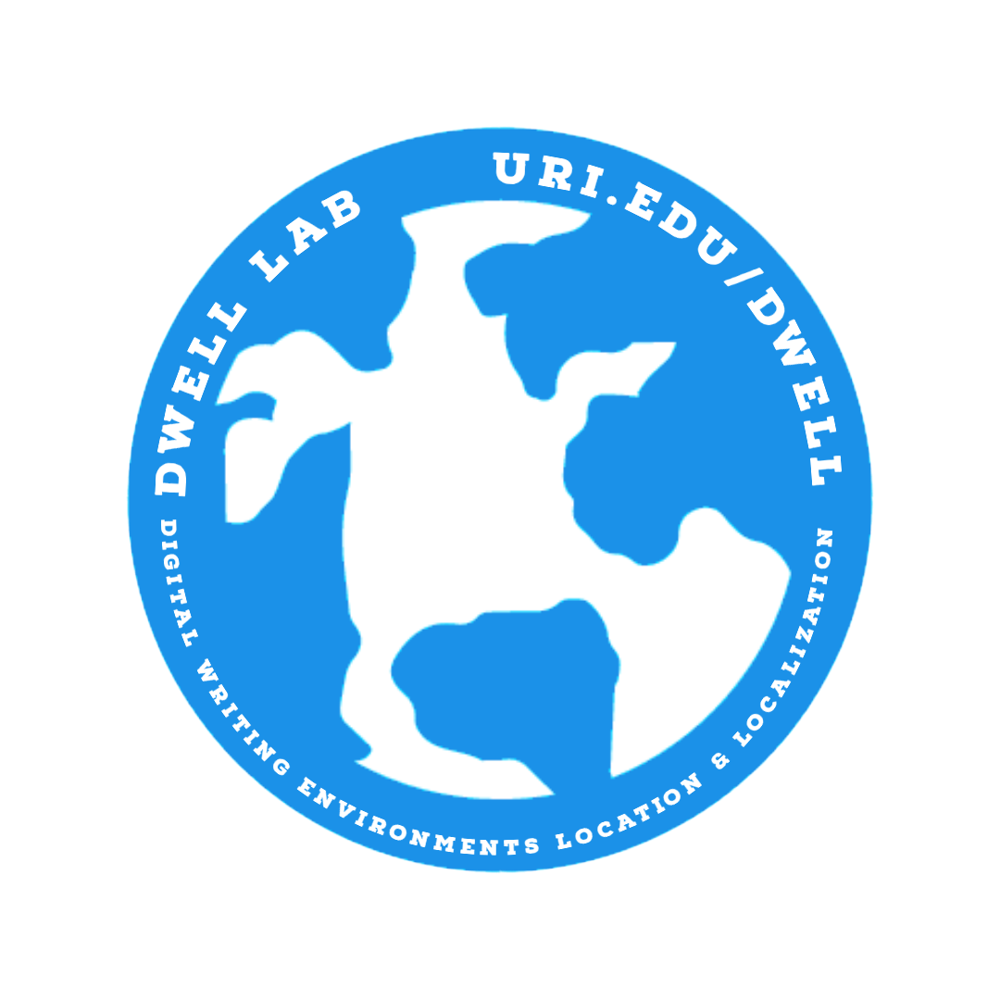 DWELL LAB
URI.EDU/DWELL
DIGITAL WRITING ENVIRONMENTS LOCATION & LOCALIZATION